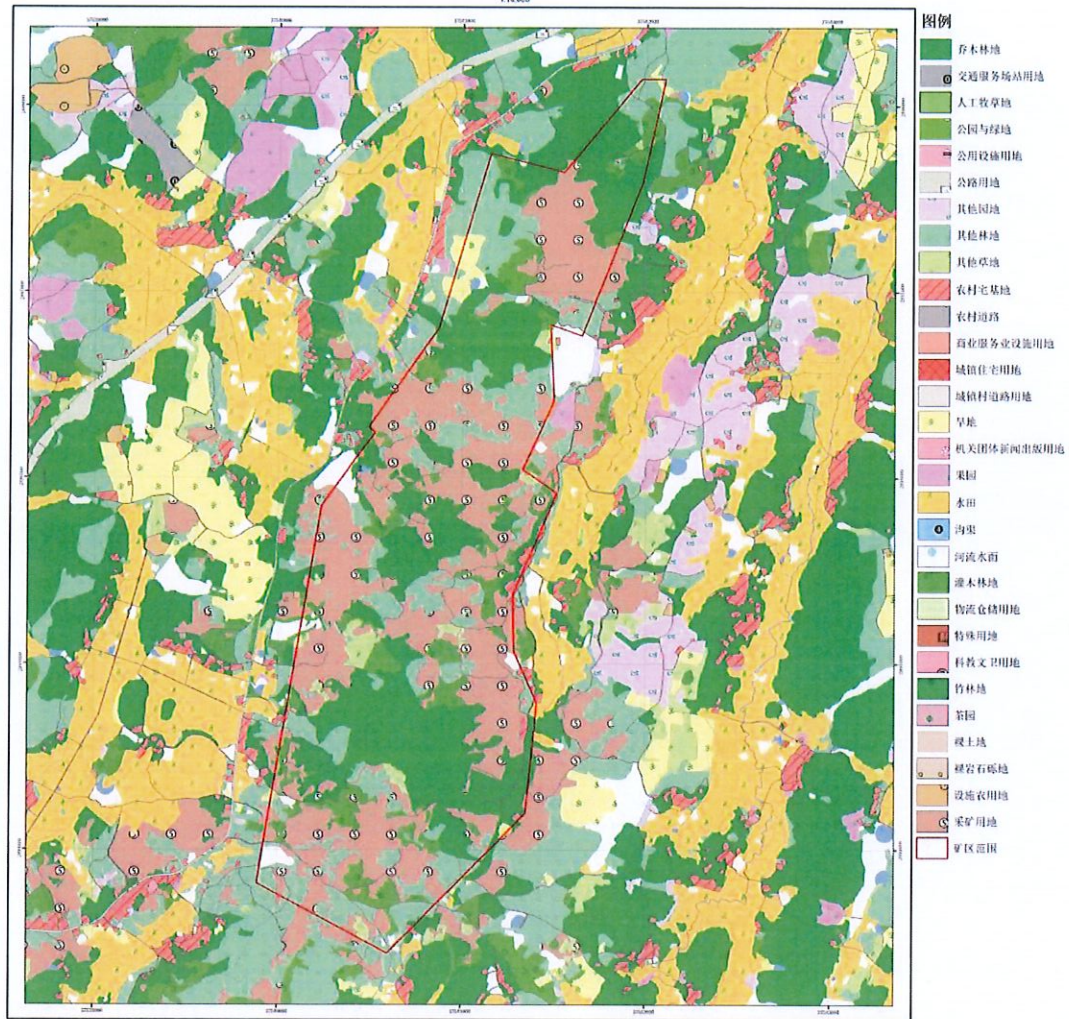 图例
乔木林地
交通服务场站用地
人工牧草地
公园与绿地
公用设施用地
公路用地
其他园地
其他林地
其他草地
农村宅基地
农村道路
商业服务业设施用地
城镇住宅用地
城镇村道路用地
旱地
机关团体新闻出版用地
果园
水田
沟渠
河流水面
灌木林地
物流仓储用地
特殊用地
科教文卫用地
竹林地
茶园
裸土地
裸岩石砾地
设施农用地
采矿用地
矿区范围